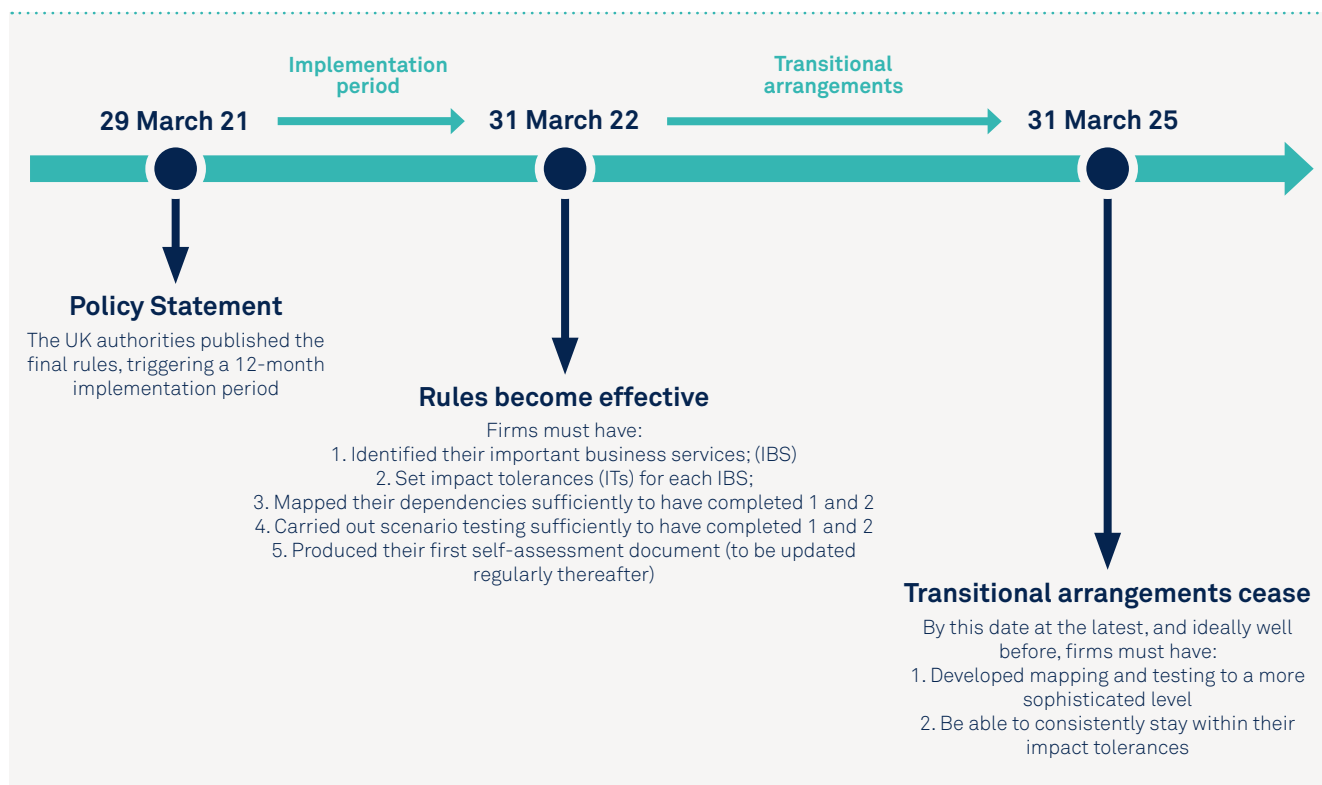 Implementation
period
Transitional
arrangements
29 March 21
31 March 22
31 March 25
Policy Statement
The UK authorities published the
final rules, triggering a 12-month
implementation period
Rules become effective
Firms must have:
1. Identified their important business services; (IBS)
2. Set impact tolerances (ITs) for each IBS;
3. Mapped their dependencies sufficiently to have completed 1 and 2
4. Carried out scenario testing sufficiently to have completed 1 and 2
5. Produced their first self-assessment document (to be updated
regularly thereafter)
Transitional arrangements cease
By this date at the latest, and ideally well
before, firms must have:
1. Developed mapping and testing to a more
sophisticated level
2. Be able to consistently stay within their
impact tolerances